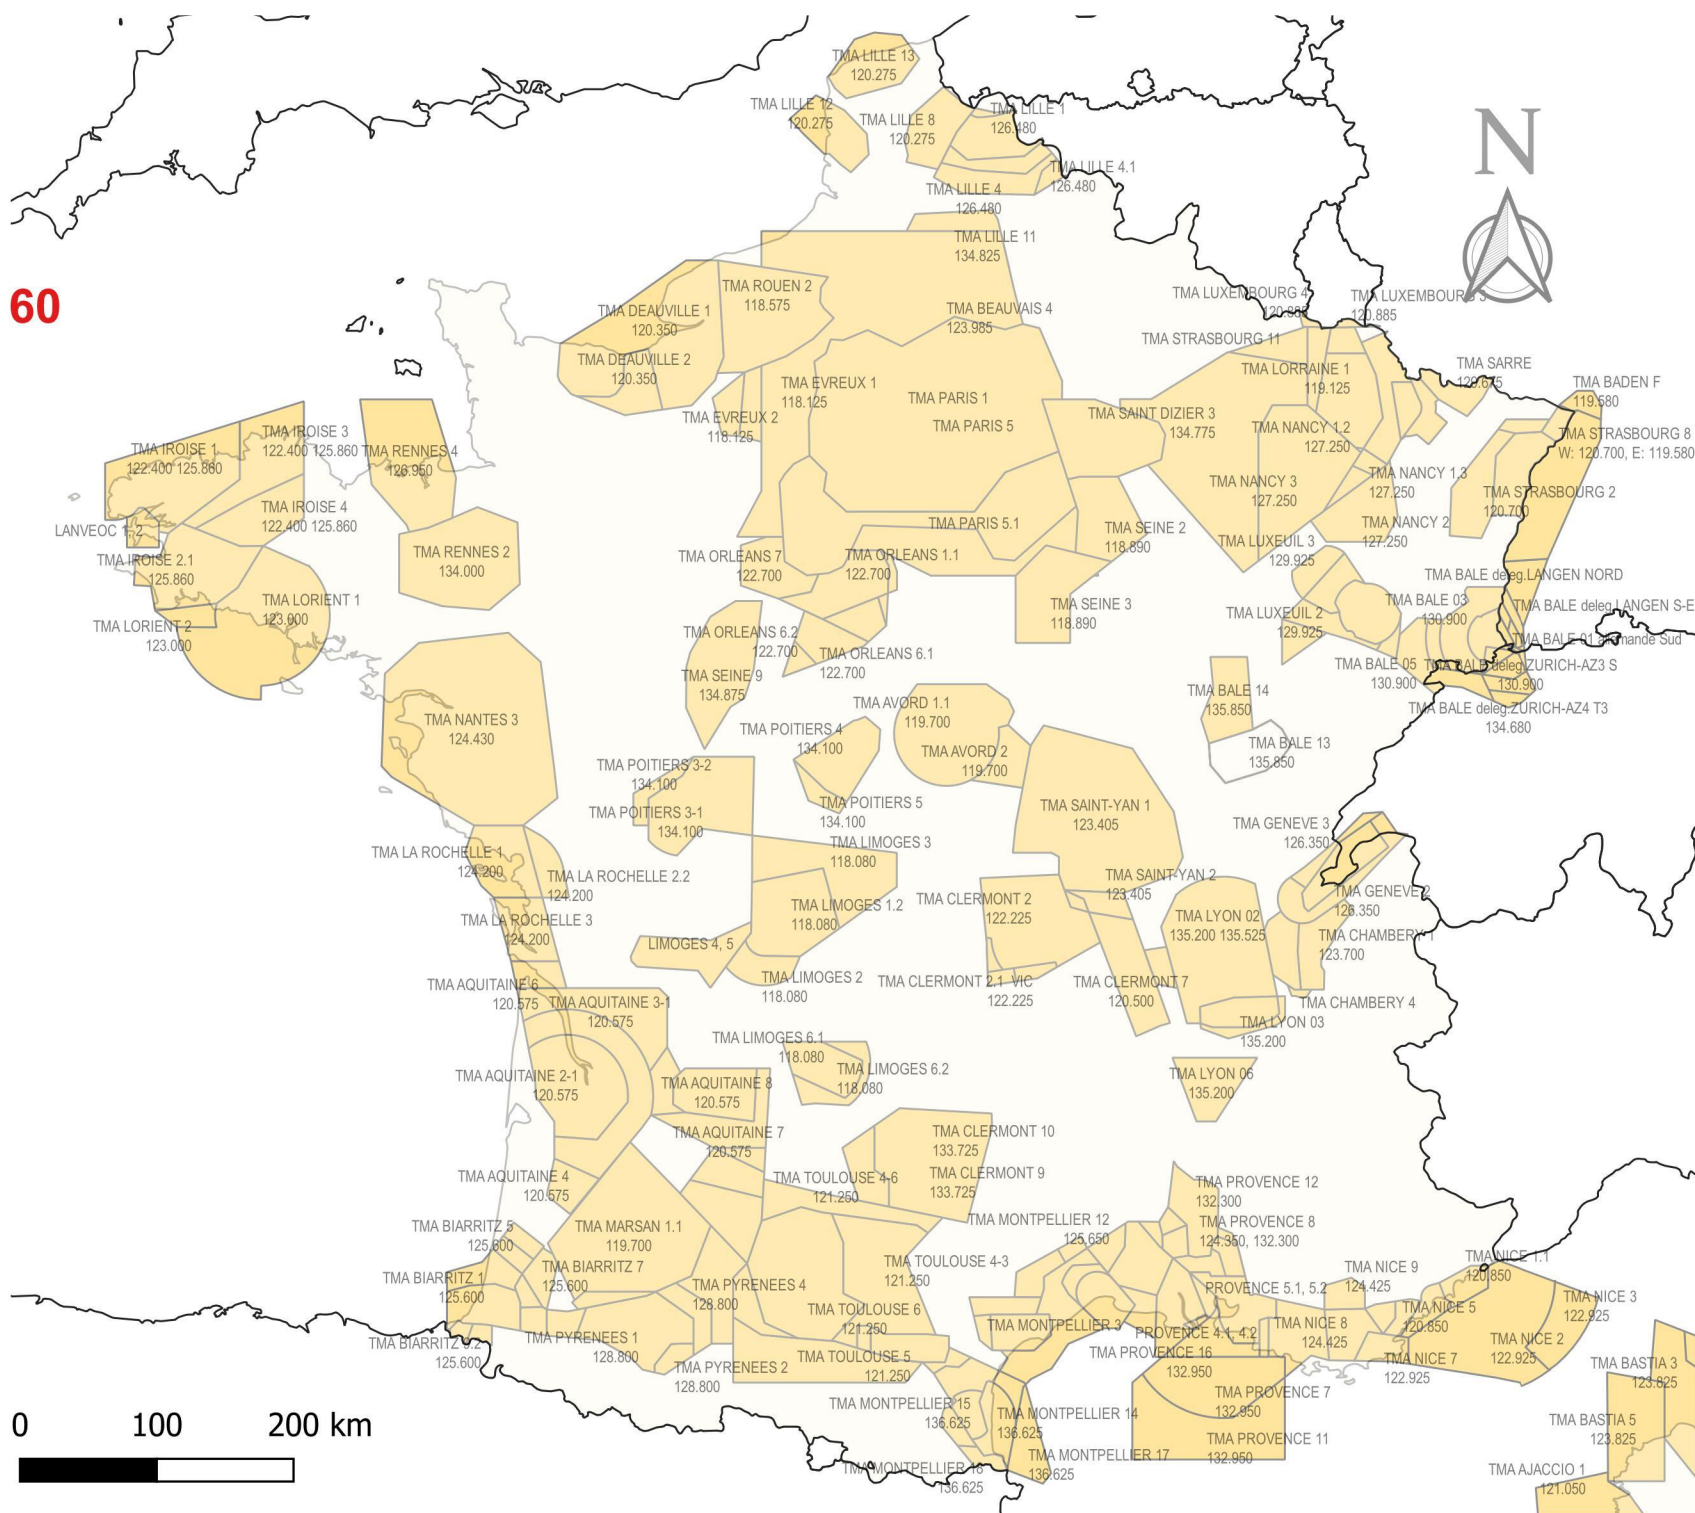 TMA LILLE 13
120.275
TMA LILLE 12
120.275
TMA LILLE 8
120.275
TMA LILLE 1
126.480
TMA LILLE 4.1
126.480
TMA LILLE 4
126.480
N
TMA LILLE 11
134.825
60
TMA ROUEN 2
118.575
TMA DEAUVILLE 1
120.350
TMA BEAUVAIS 4
123.985
TMA LUXEMBOURG 4
TMA LUXEMBOURG
120.885
TMA STRASBOURG 11
TMA DEAUVILLE 2
120.350
TMA LORRAINE 1
119.125
TMA SARRE
129.675
TMA BADEN F
119.580
TMA EVREUX 1
118.125
TMA PARIS 1
TMA PARIS 5
TMA EVREUX 2
118.125
TMA SAINT DIZIER 3
134.775
TMA NANCY 1.2
127.250
TMA STRASBOURG 8
W: 120.700, E: 119.580
TMA IROISE 3
122.400 125.860
TMA IROISE 1
122.400 125.860
TMA RENNES 4
126.950
TMA NANCY 1.3
127.250
TMA NANCY 3
127.250
TMA STRASBOURG 2
120.700
TMA IROISE 4
122.400 125.860
LANVEOC 1, 2
TMA PARIS 5.1
TMA SEINE 2
118.890
TMA NANCY 2
127.250
TMA LUXEUIL 3
129.925
TMA IROISE 2.1
125.860
TMA RENNES 2
134.000
TMA ORLEANS 7
122.700
TMA ORLEANS 1.1
122.700
TMA BALE deleg.LANGEN NORD
TMA LORIENT 1
123.000
TMA LORIENT 2
123.000
TMA SEINE 3
118.890
TMA BALE 03
130.900
TMA BALE deleg.LANGEN S-E
TMA LUXEUIL 2
129.925
TMA ORLEANS 6.2
122.700
TMA ORLEANS 6.1
122.700
TMA BALE 01 allemande Sud
TMA BALE 05
130.900
TMA BALE deleg.ZURICH-AZ3 S
130.900
TMA SEINE 9
134.875
TMA BALE 14
135.850
TMA AVORD 1.1
119.700
TMA BALE deleg.ZURICH-AZ4 T3
134.680
TMA NANTES 3
124.430
TMA POITIERS 4
134.100
TMA AVORD 2
119.700
TMA BALE 13
135.850
TMA POITIERS 3-2
134.100
TMA POITIERS 3-1
134.100
TMA POITIERS 5
134.100
TMA SAINT-YAN 1
123.405
TMA GENEVE 3
126.350
TMA LIMOGES 3
118.080
TMA LA ROCHELLE 1
124.200
TMA LA ROCHELLE 2.2
124.200
TMA SAINT-YAN 2
123.405
TMA GENEVE 2
126.350
TMA LIMOGES 1.2
118.080
TMA CLERMONT 2
122.225
TMA LYON 02
135.200 135.525
TMA LA ROCHELLE 3
124.200
LIMOGES 4, 5
TMA CHAMBERY 1
123.700
TMA LIMOGES 2
118.080
TMA CLERMONT 2.1 VIC
122.225
TMA CLERMONT 7
120.500
TMA AQUITAINE 6
120.575
TMA AQUITAINE 3-1
120.575
TMA CHAMBERY 4
TMA LYON 03
135.200
TMA LIMOGES 6.1
118.080
TMA LIMOGES 6.2
118.080
TMA AQUITAINE 2-1
120.575
TMA AQUITAINE 8
120.575
TMA LYON 06
135.200
TMA AQUITAINE 7
120.575
TMA CLERMONT 10
133.725
TMA CLERMONT 9
133.725
TMA AQUITAINE 4
120.575
TMA TOULOUSE 4-6
121.250
TMA PROVENCE 12
132.300
TMA BIARRITZ 5
125.600
TMA MARSAN 1.1
119.700
TMA MONTPELLIER 12
125.650
TMA PROVENCE 8
124.350, 132.300
TMA TOULOUSE 4-3
121.250
TMA BIARRITZ 7
125.600
TMA BIARRITZ 1
125.600
TMA PYRENEES 4
128.800
PROVENCE 5.1, 5.2
TMA NICE 9
124.425
TMA NICE 1.1
120.850
TMA NICE 3
122.925
TMA TOULOUSE 6
121.250
TMA MONTPELLIER 3
PROVENCE 4.1, 4.2
TMA NICE 8
124.425
TMA NICE 5
120.850
TMA NICE 2
122.925
TMA PYRENEES 1
128.800
125.600
TMA PYRENEES 2
128.800
TMA TOULOUSE 5
121.250
TMA PROVENCE 16
132.950
TMA NICE 7
122.925
TMA BASTIA 3
123.825
TMA PROVENCE 7
132.950
TMA MONTPELLIER 15
136.625
TMA MONTPELLIER 14
136.625
TMA PROVENCE 11
132.950
TMA BASTIA 5
123.825
TMA MONTPELLIER 17
136.625
136.625
TMA AJACCIO 1
121.050
0 100 200 km